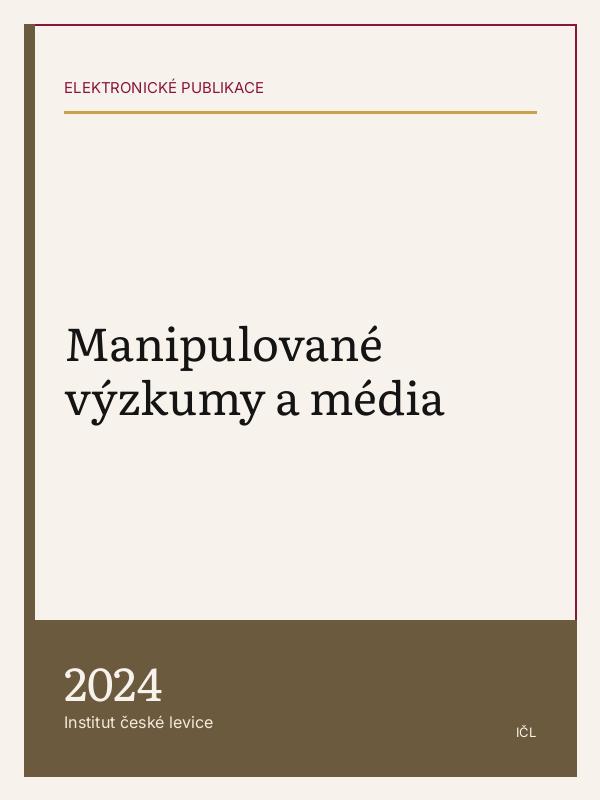 ELEKTRONICKÉ PUBLIKACE
Manipulované
výzkumy a média
2024
Institut české levice
IČL